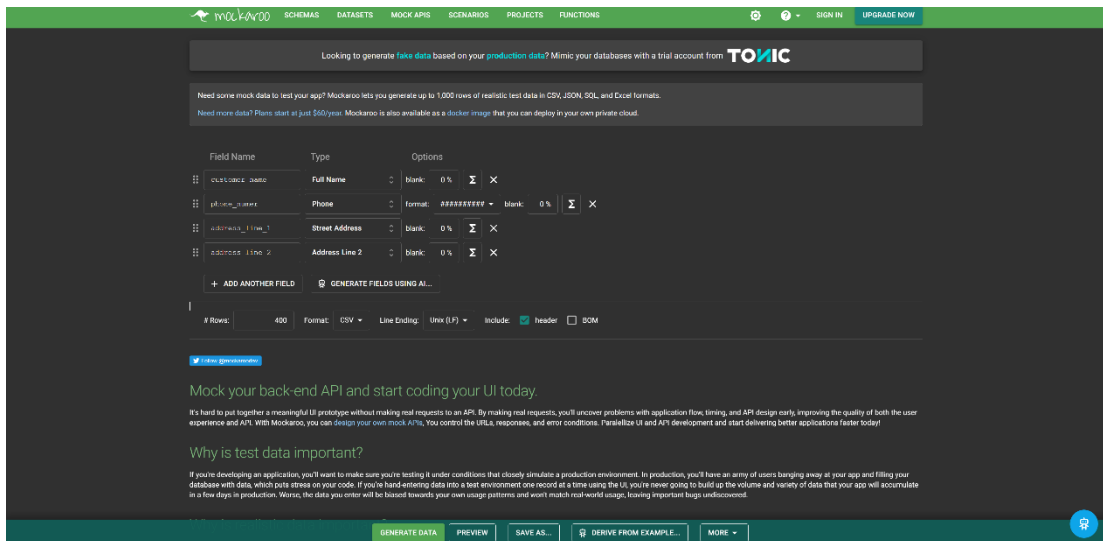 mockaroo SCHEMAS DATASETS MOCK APIS SCENARIOS PROJECTS FUNCTIONS SIGN IN UPGRADE NOW
Looking to generate fake data based on your production data? Mimic your databases with a trial account from TONIC
Need some mock data to test your app? Mockaroo lets you generate up to 1,000 rows of realistic test data in CSV, JSON, SQL, and Excel formats.
Need more data? Plans start at just $60/year. Mockaroo is also available as a docker image that you can deploy in your own private cloud.
Field Name Type Options
customer name Full Name blank: 0 % Σ ×
Phone format: ########## blank: 0 % Σ ×
address_line_1 Street Address blank: 0 % Σ ×
address line 2 Address Line 2 blank: 0 % Σ ×
+ ADD ANOTHER FIELD GENERATE FIELDS USING AI...
# Rows: 400 Format: CSV Line Ending: Unix (LF) Include: header BOM
Follow @mockaroodev
Mock your back-end API and start coding your UI today.
It's hard to put together a meaningful UI prototype without making real requests to an API. By making real requests, you'll uncover problems with application flow, timing, and API design early, improving the quality of both the user
experience and API. With Mockaroo, you can design your own mock APIs, You control the URLs, responses, and error conditions. Paralellize UI and API development and start delivering better applications faster today!
Why is test data important?
If you're developing an application, you'll want to make sure you're testing it under conditions that closely simulate a production environment. In production, you'll have an army of users banging away at your app and filling your
database with data, which puts stress on your code. If you're hand-entering data into a test environment one record at a time using the UI, you're never going to build up the volume and variety of data that your app will accumulate
in a few days in production. Worse, the data you enter will be biased towards your own usage patterns and won't match real-world usage, leaving important bugs undiscovered.
GENERATE DATA PREVIEW SAVE AS... DERIVE FROM EXAMPLE... MORE